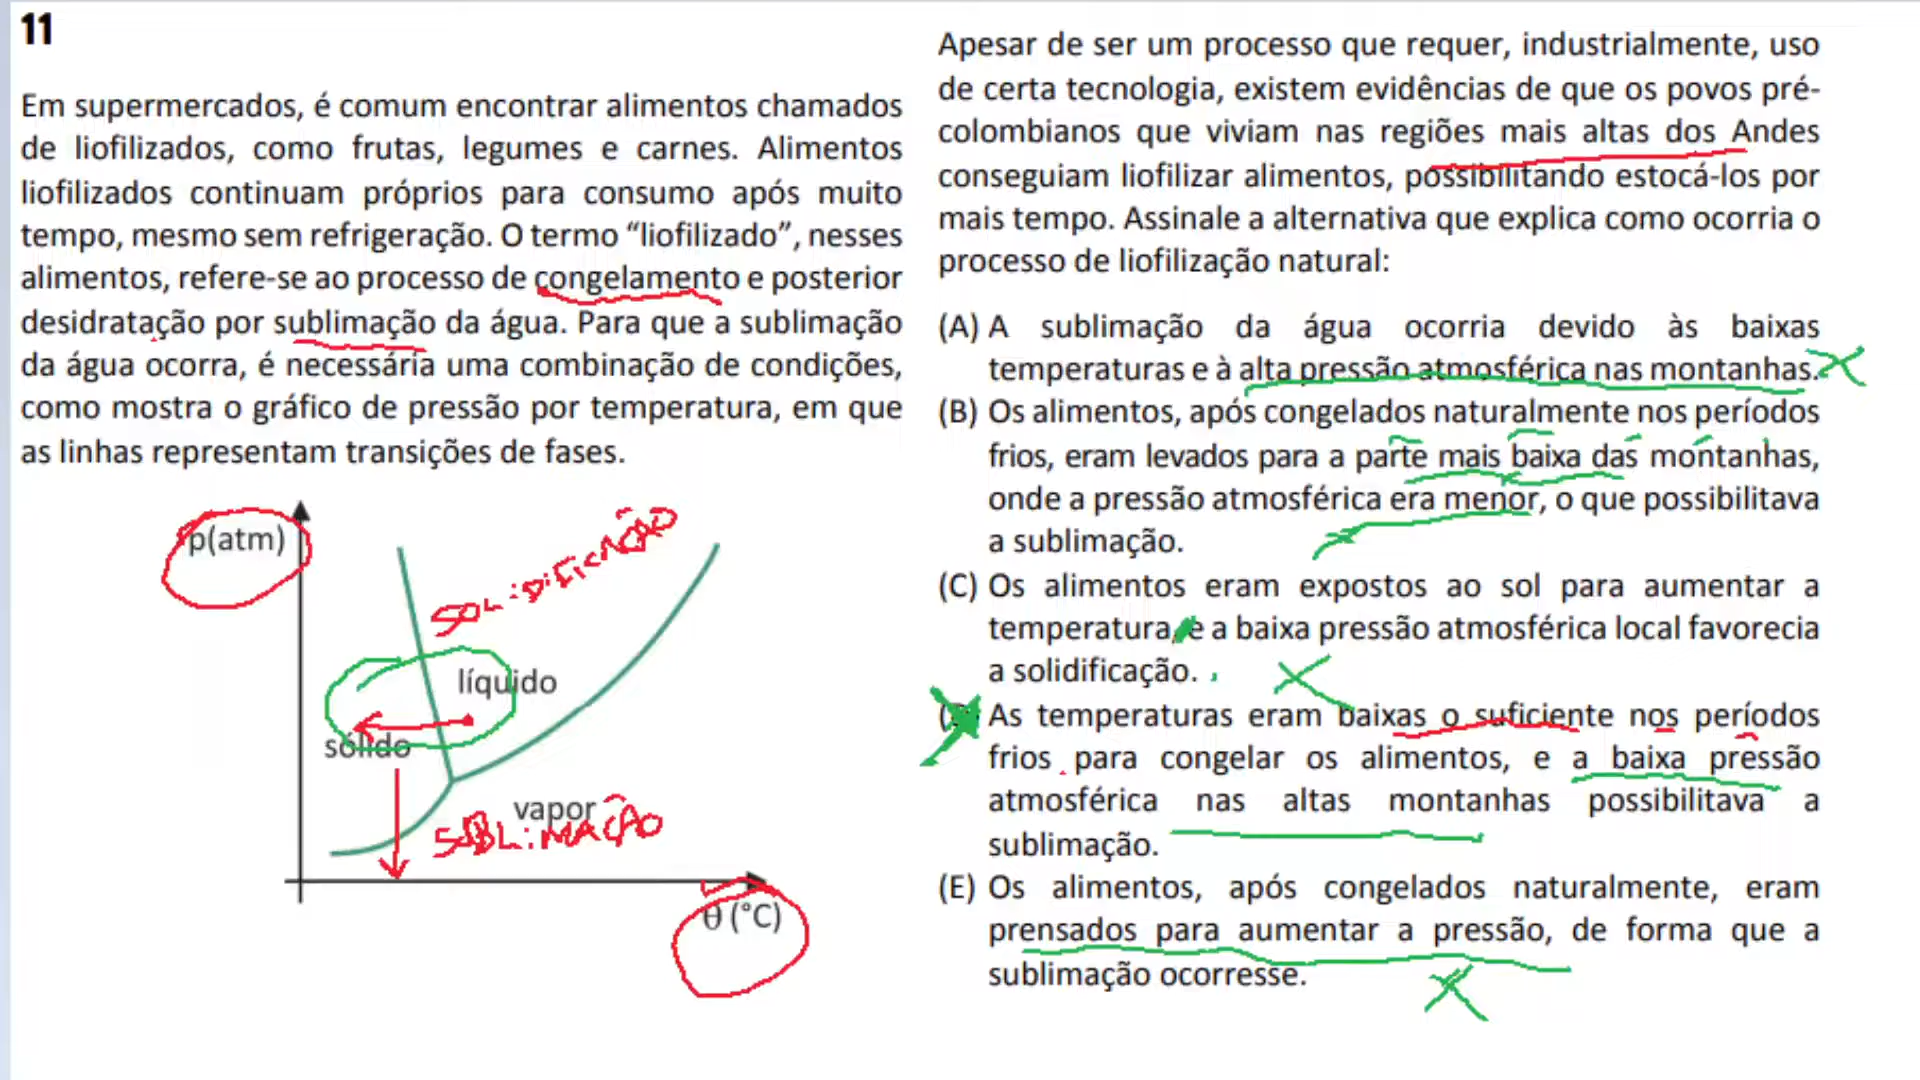 11
Em supermercados, é comum encontrar alimentos chamados
de liofilizados, como frutas, legumes e carnes. Alimentos
liofilizados continuam próprios para consumo após muito
tempo, mesmo sem refrigeração. O termo “liofilizado”, nesses
alimentos, refere-se ao processo de congelamento e posterior
desidratação por sublimação da água. Para que a sublimação
da água ocorra, é necessária uma combinação de condições,
como mostra o gráfico de pressão por temperatura, em que
as linhas representam transições de fases.
p(atm)
SOLiDiFiCAÇÃO
líquido
sólido
vapor
SUBLiMAÇÃO
θ (°C)
Apesar de ser um processo que requer, industrialmente, uso
de certa tecnologia, existem evidências de que os povos pré-
colombianos que viviam nas regiões mais altas dos Andes
conseguiam liofilizar alimentos, possibilitando estocá-los por
mais tempo. Assinale a alternativa que explica como ocorria o
processo de liofilização natural:
(A) A sublimação da água ocorria devido às baixas
temperaturas e à alta pressão atmosférica nas montanhas.
(B) Os alimentos, após congelados naturalmente nos períodos
frios, eram levados para a parte mais baixa das montanhas,
onde a pressão atmosférica era menor, o que possibilitava
a sublimação.
(C) Os alimentos eram expostos ao sol para aumentar a
temperatura, e a baixa pressão atmosférica local favorecia
a solidificação.
(D) As temperaturas eram baixas o suficiente nos períodos
frios para congelar os alimentos, e a baixa pressão
atmosférica nas altas montanhas possibilitava a
sublimação.
(E) Os alimentos, após congelados naturalmente, eram
prensados para aumentar a pressão, de forma que a
sublimação ocorresse.